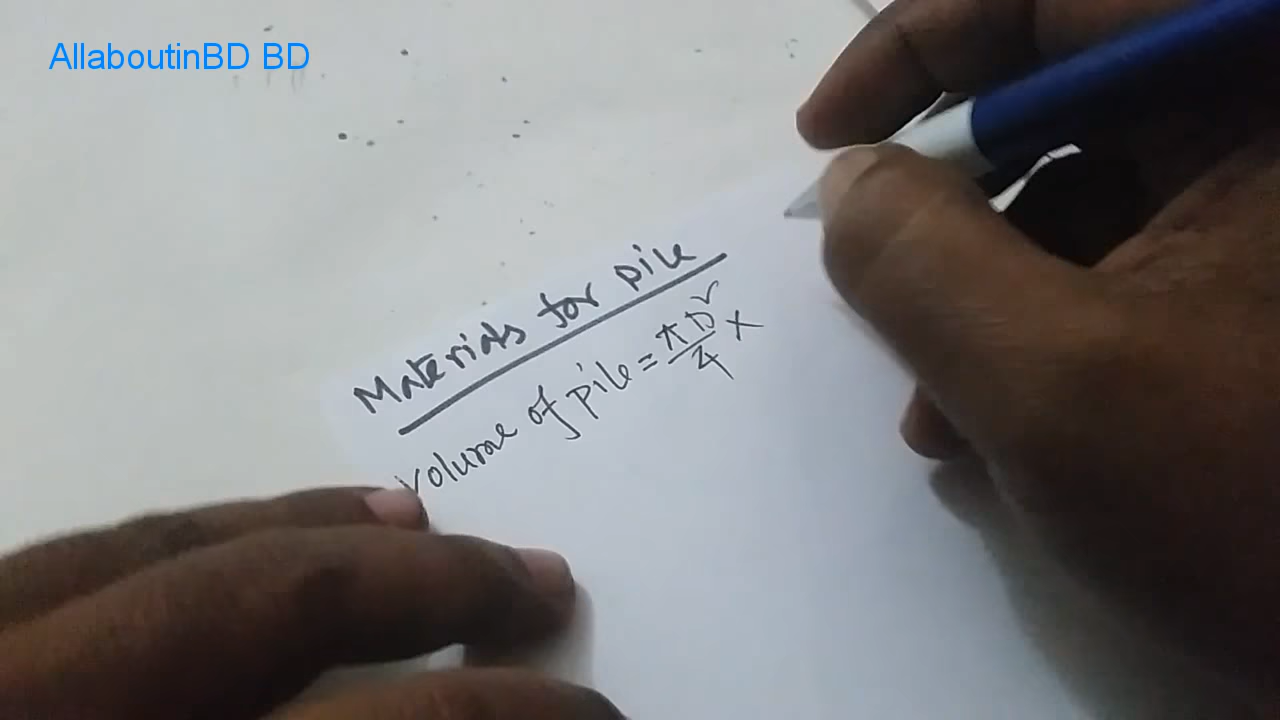 AllaboutinBD BD
Materials for pile
volume of pile = πD²/4 ×